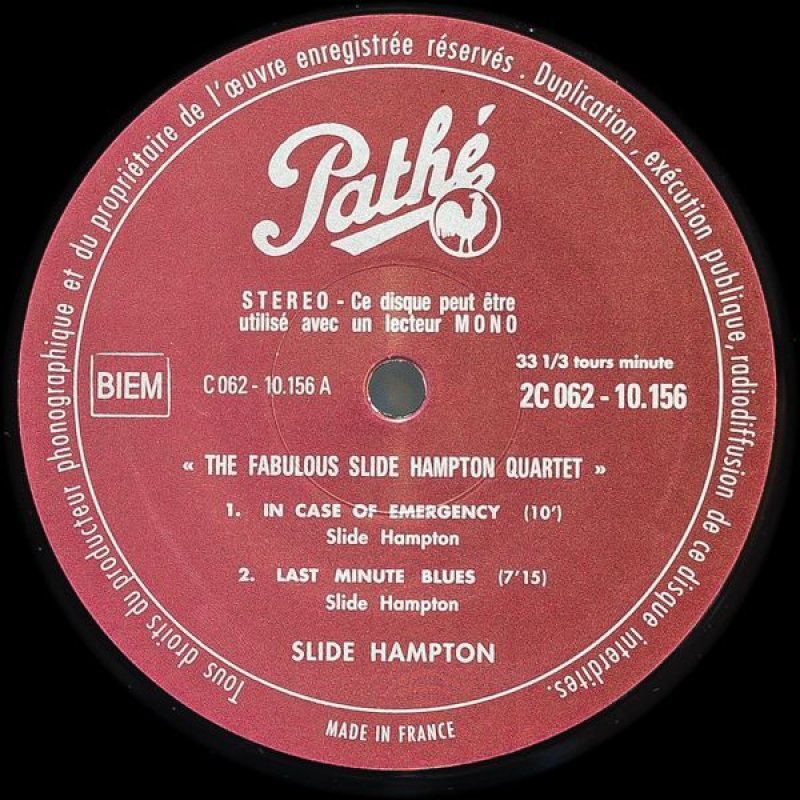 Tous droits du producteur phonographique et du propriétaire de l'œuvre enregistrée réservés. Duplication, exécution publique, radiodiffusion de ce disque interdites.
Pathé
STEREO - Ce disque peut être
utilisé avec un lecteur MONO
BIEM
C 062 - 10.156 A
33 1/3 tours minute
2C 062 - 10.156
« THE FABULOUS SLIDE HAMPTON QUARTET »
1. IN CASE OF EMERGENCY (10')
Slide Hampton
2. LAST MINUTE BLUES (7'15)
Slide Hampton
SLIDE HAMPTON
MADE IN FRANCE